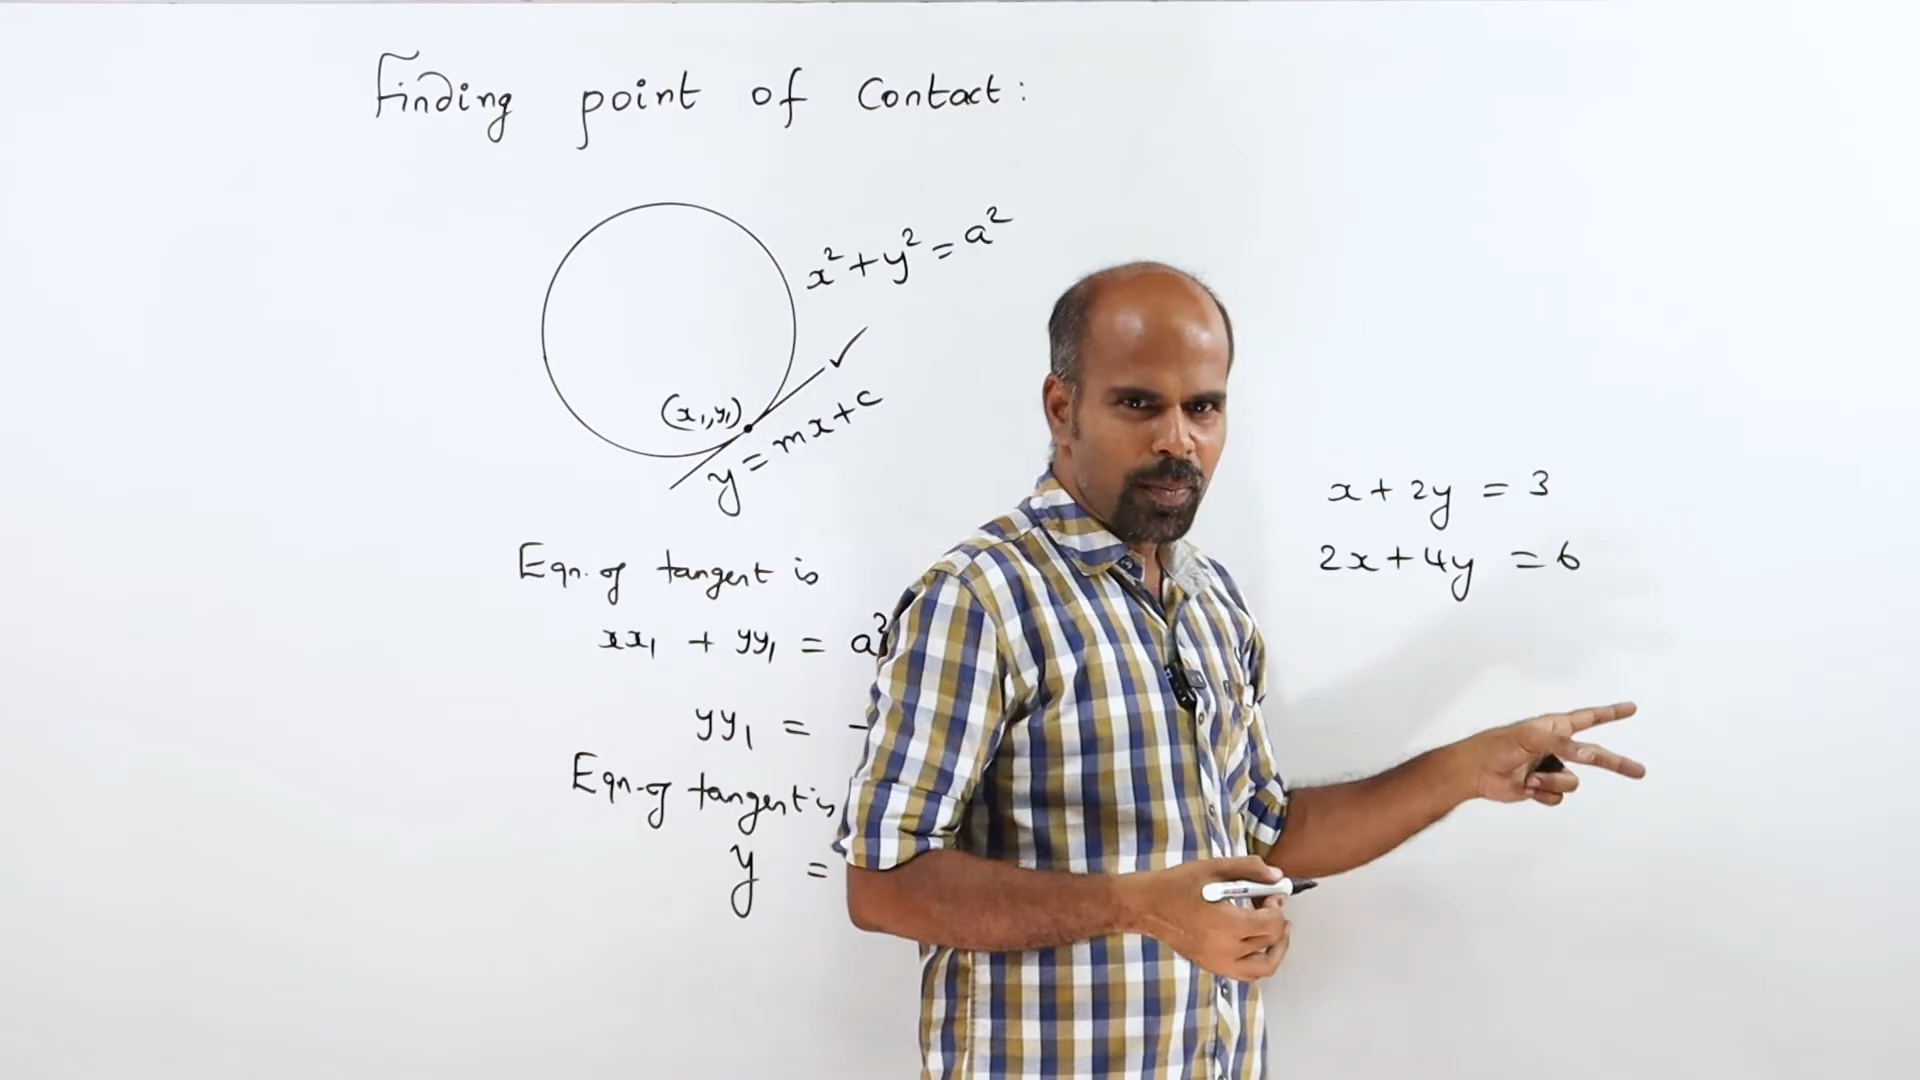 Finding point of Contact:
x² + y² = a²
(x₁, y₁)
y = mx + c
Eqn. of tangent is
xx₁ + yy₁ = a²
yy₁ = -
Eqn. of tangent is
y =
x + 2y = 3
2x + 4y = 6